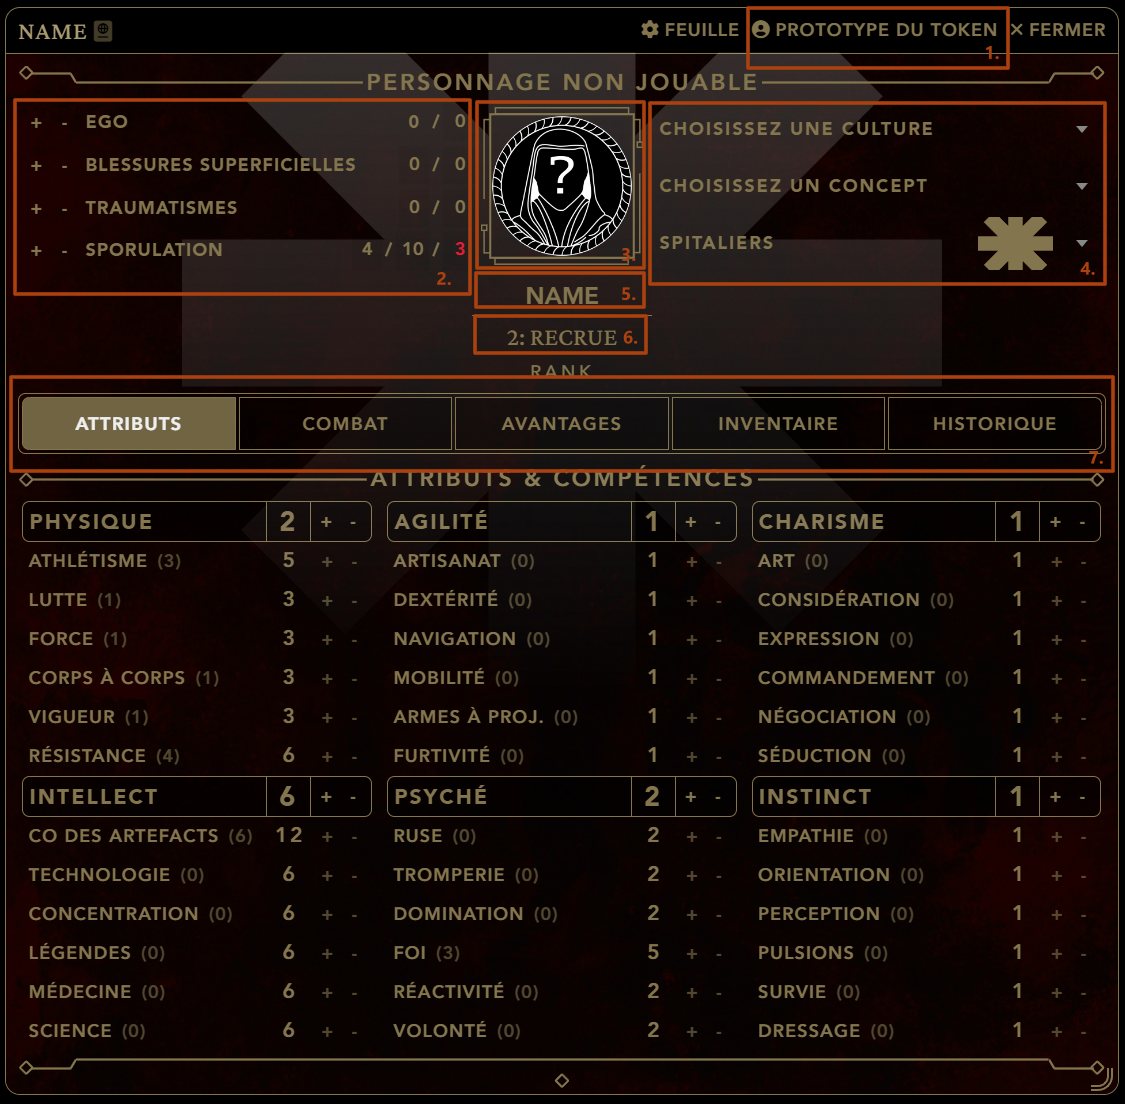 NAME FEUILLE PROTOTYPE DU TOKEN FERMER
1.
PERSONNAGE NON JOUABLE
+ - EGO 0 / 0
+ - BLESSURES SUPERFICIELLES 0 / 0
+ - TRAUMATISMES 0 / 0
+ - SPORULATION 4 / 10 / 3
2.
?
3.
CHOISISSEZ UNE CULTURE
CHOISISSEZ UN CONCEPT
SPITALIERS
4.
NAME 5.
2: RECRUE 6.
RANK
ATTRIBUTS COMBAT AVANTAGES INVENTAIRE HISTORIQUE
7.
ATTRIBUTS & COMPÉTENCES
PHYSIQUE 2 + - AGILITÉ 1 + - CHARISME 1 + -
ATHLÉTISME (3) 5 + - ARTISANAT (0) 1 + - ART (0) 1 + -
LUTTE (1) 3 + - DEXTÉRITÉ (0) 1 + - CONSIDÉRATION (0) 1 + -
FORCE (1) 3 + - NAVIGATION (0) 1 + - EXPRESSION (0) 1 + -
CORPS À CORPS (1) 3 + - MOBILITÉ (0) 1 + - COMMANDEMENT (0) 1 + -
VIGUEUR (1) 3 + - ARMES À PROJ. (0) 1 + - NÉGOCIATION (0) 1 + -
RÉSISTANCE (4) 6 + - FURTIVITÉ (0) 1 + - SÉDUCTION (0) 1 + -
INTELLECT 6 + - PSYCHÉ 2 + - INSTINCT 1 + -
CO DES ARTEFACTS (6) 12 + - RUSE (0) 2 + - EMPATHIE (0) 1 + -
TECHNOLOGIE (0) 6 + - TROMPERIE (0) 2 + - ORIENTATION (0) 1 + -
CONCENTRATION (0) 6 + - DOMINATION (0) 2 + - PERCEPTION (0) 1 + -
LÉGENDES (0) 6 + - FOI (3) 5 + - PULSIONS (0) 1 + -
MÉDECINE (0) 6 + - RÉACTIVITÉ (0) 2 + - SURVIE (0) 1 + -
SCIENCE (0) 6 + - VOLONTÉ (0) 2 + - DRESSAGE (0) 1 + -